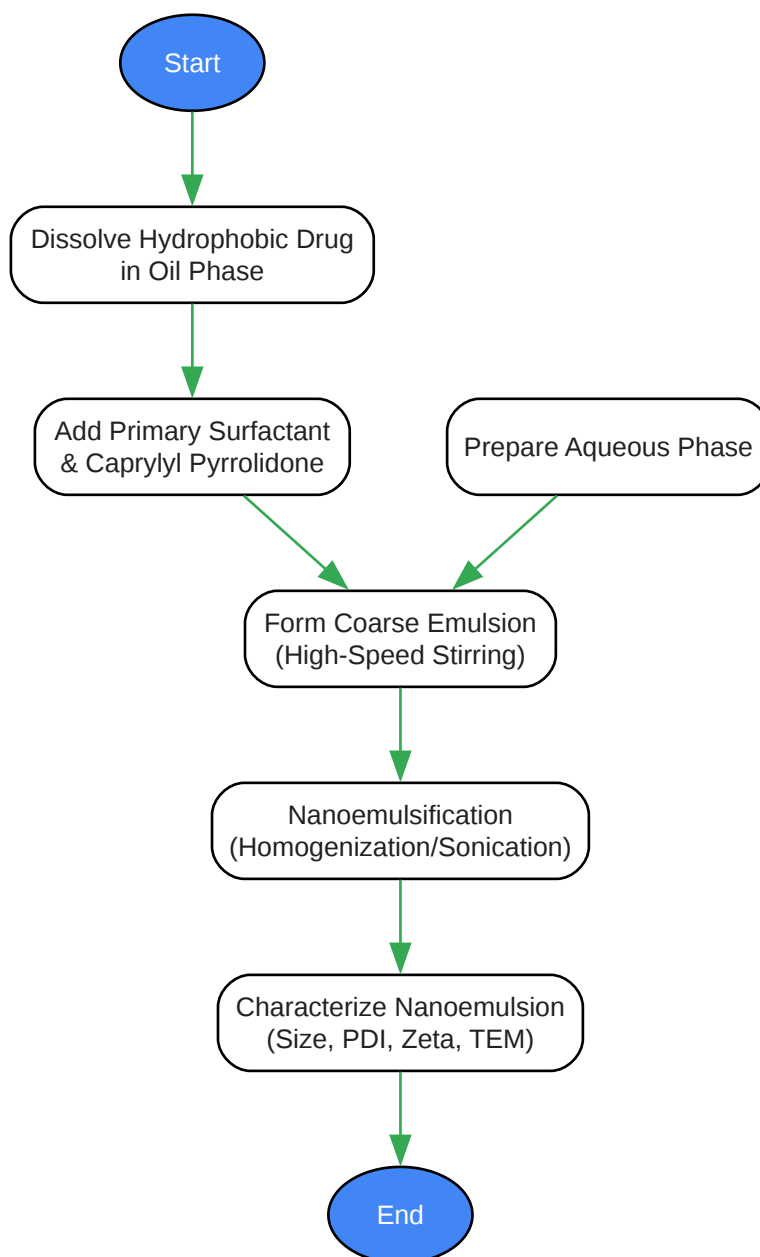 Start
Dissolve Hydrophobic Drug
in Oil Phase
Add Primary Surfactant
& Caprylyl Pyrrolidone
Prepare Aqueous Phase
Form Coarse Emulsion
(High-Speed Stirring)
Nanoemulsification
(Homogenization/Sonication)
Characterize Nanoemulsion
(Size, PDI, Zeta, TEM)
End